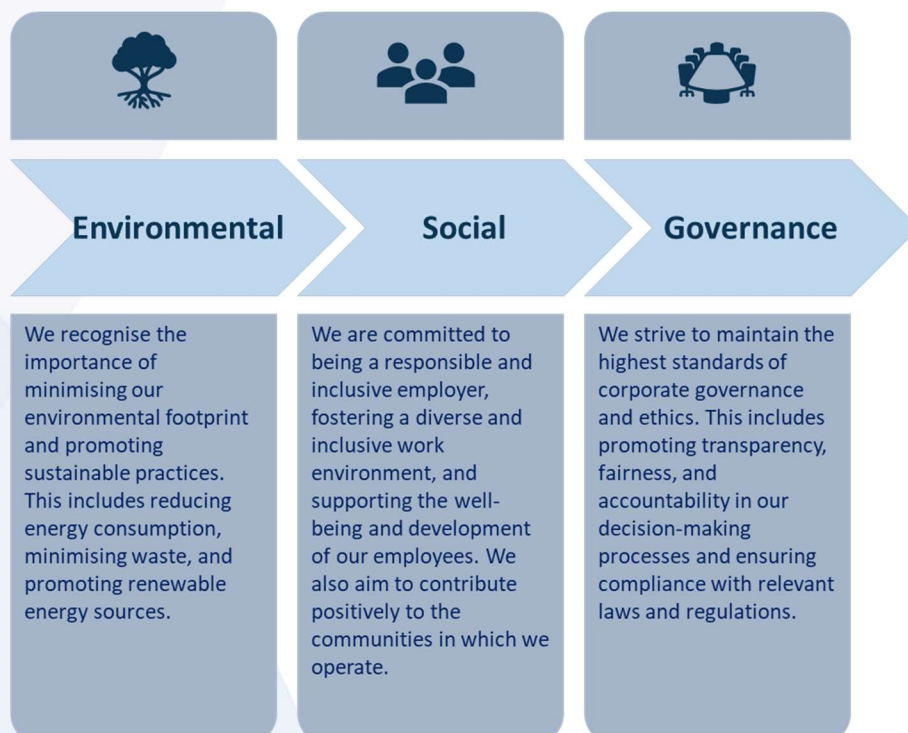 Environmental
Social
Governance
We recognise the
importance of
minimising our
environmental footprint
and promoting
sustainable practices.
This includes reducing
energy consumption,
minimising waste, and
promoting renewable
energy sources.
We are committed to
being a responsible and
inclusive employer,
fostering a diverse and
inclusive work
environment, and
supporting the well-
being and development
of our employees. We
also aim to contribute
positively to the
communities in which we
operate.
We strive to maintain the
highest standards of
corporate governance
and ethics. This includes
promoting transparency,
fairness, and
accountability in our
decision-making
processes and ensuring
compliance with relevant
laws and regulations.